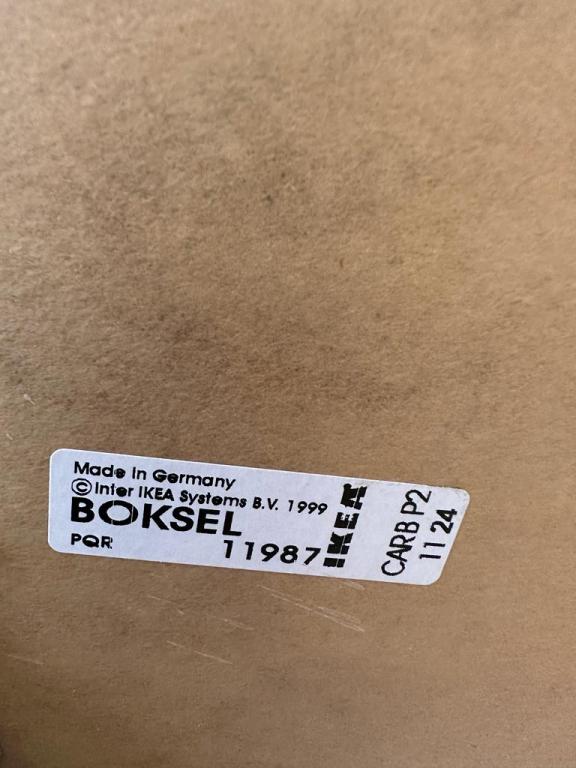 Made in Germany
© Inter IKEA Systems B.V. 1999
BOKSEL
PQR 11987
IKEA
CARB P2
11 24